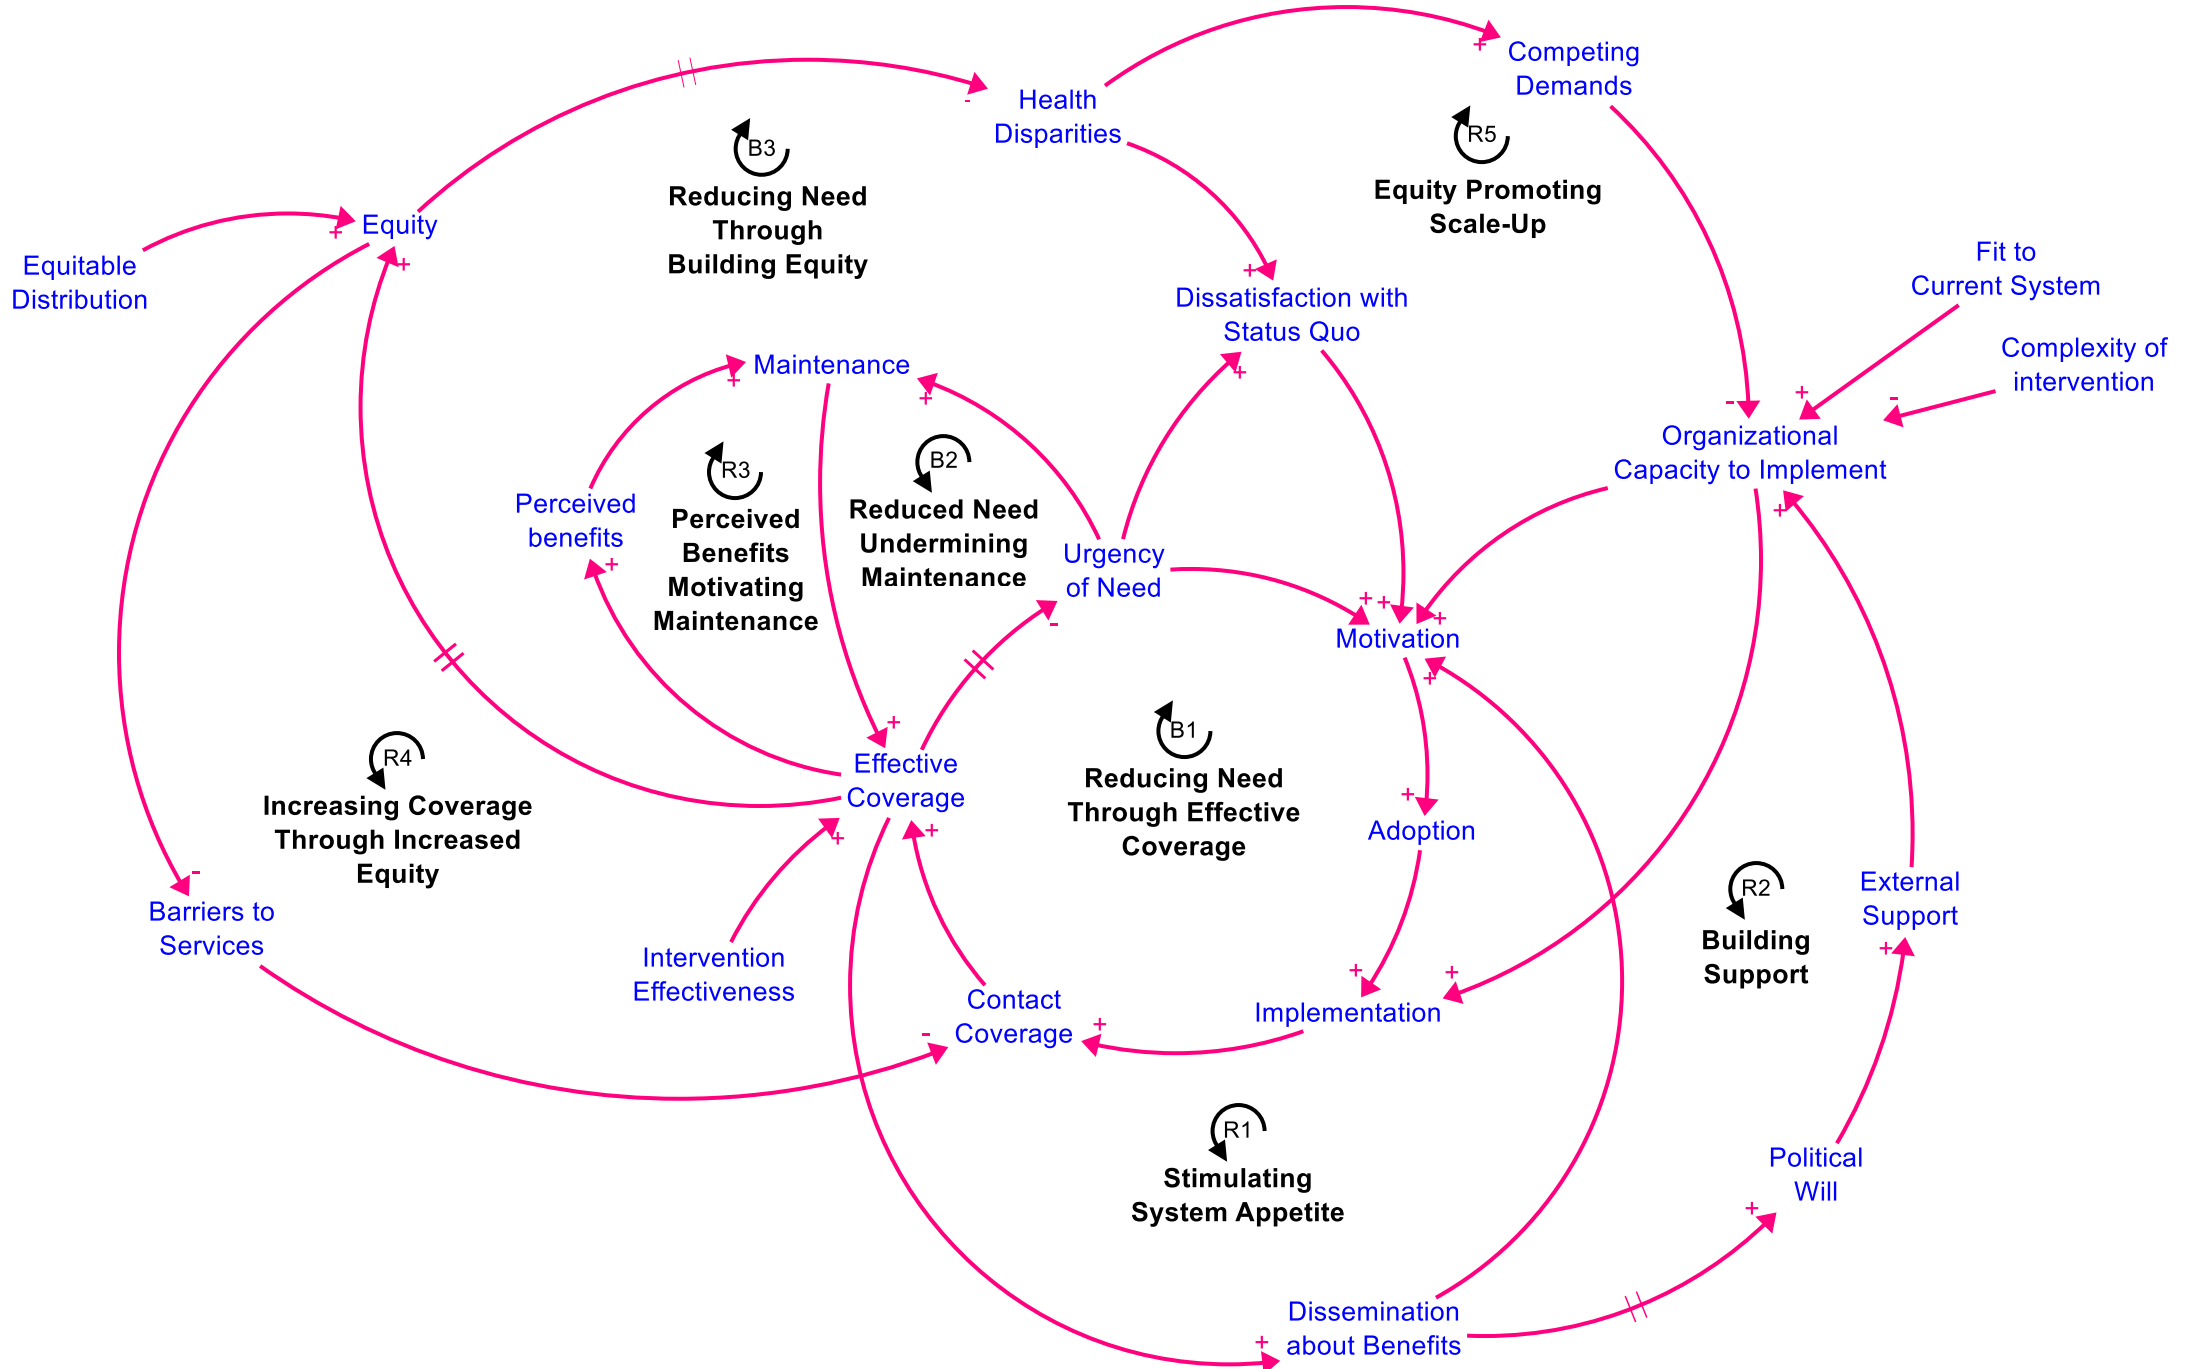 Competing
Demands
Health
Disparities
R5
Equity Promoting
Scale-Up
B3
Reducing Need
Through
Building Equity
Equity
Equitable
Distribution
Fit to
Current System
Complexity of
intervention
Dissatisfaction with
Status Quo
Maintenance
Organizational
Capacity to Implement
R3
Perceived
Benefits
Motivating
Maintenance
B2
Reduced Need
Undermining
Maintenance
Perceived
benefits
Urgency
of Need
Motivation
B1
Reducing Need
Through Effective
Coverage
R4
Increasing Coverage
Through Increased
Equity
Effective
Coverage
Adoption
External
Support
R2
Building
Support
Barriers to
Services
Intervention
Effectiveness
Contact
Coverage
Implementation
R1
Stimulating
System Appetite
Political
Will
Dissemination
about Benefits